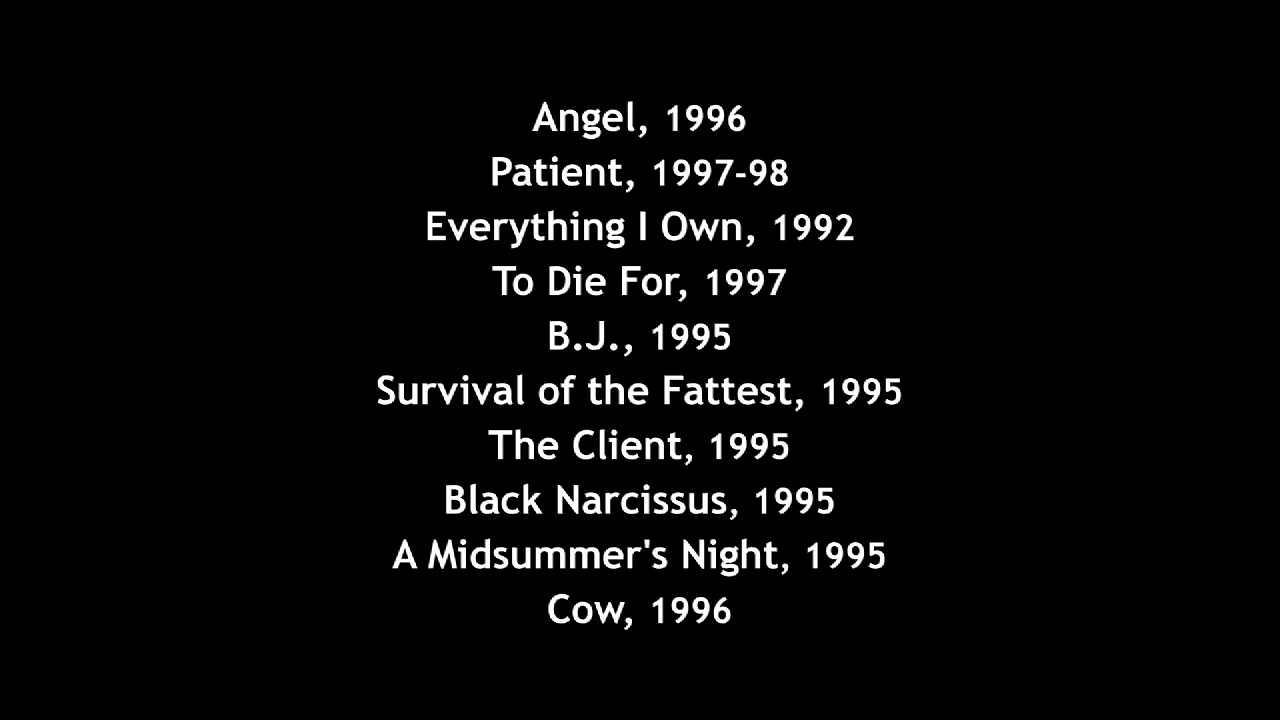 Angel, 1996
Patient, 1997-98
Everything I Own, 1992
To Die For, 1997
B.J., 1995
Survival of the Fattest, 1995
The Client, 1995
Black Narcissus, 1995
A Midsummer's Night, 1995
Cow, 1996